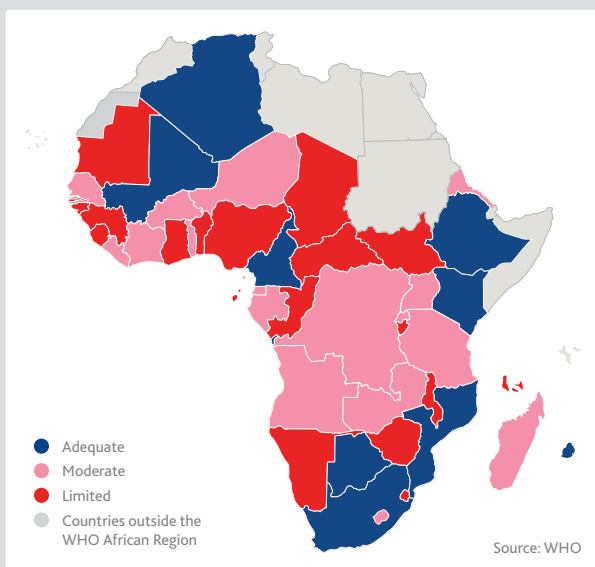 Adequate
Moderate
Limited
Countries outside the
WHO African Region
Source: WHO